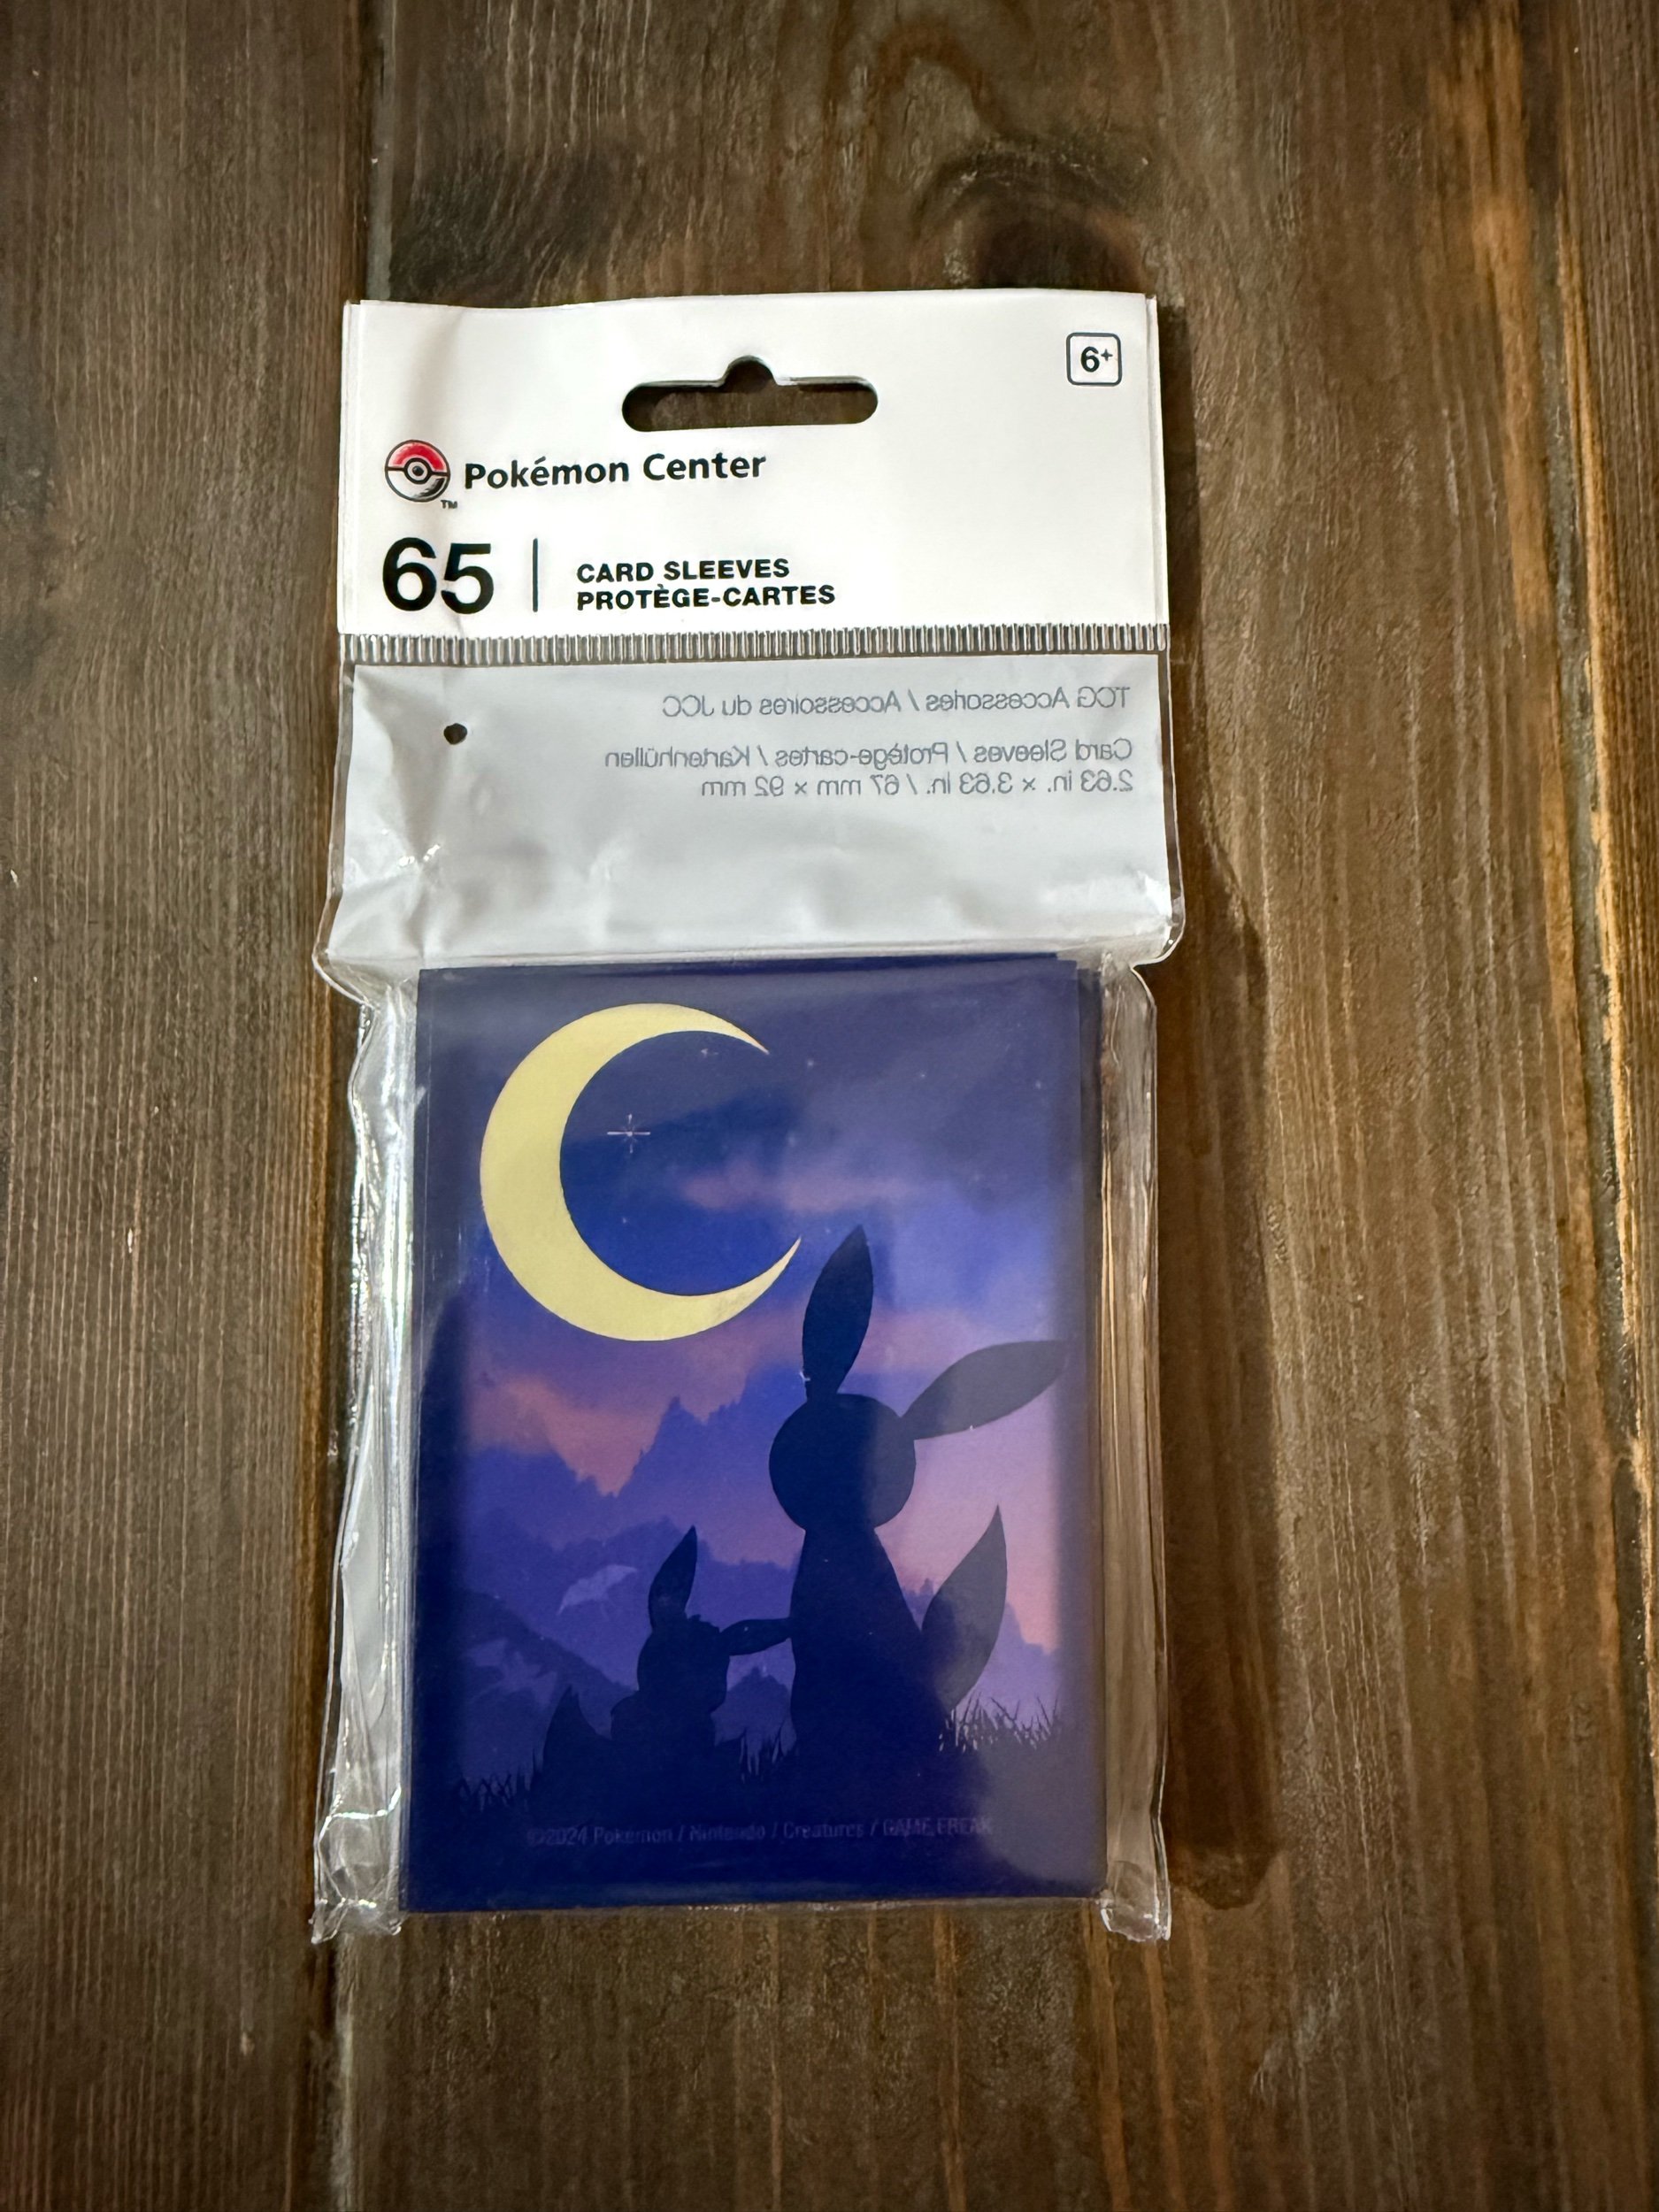 6+
Pokémon Center
TM
65
CARD SLEEVES
PROTÈGE-CARTES
TCG Accessories / Accessoires du JCC
Card Sleeves / Protège-cartes / Kartenhüllen
2.63 in. × 3.63 in. / 67 mm × 92 mm
©2024 Pokémon / Nintendo / Creatures / GAME FREAK